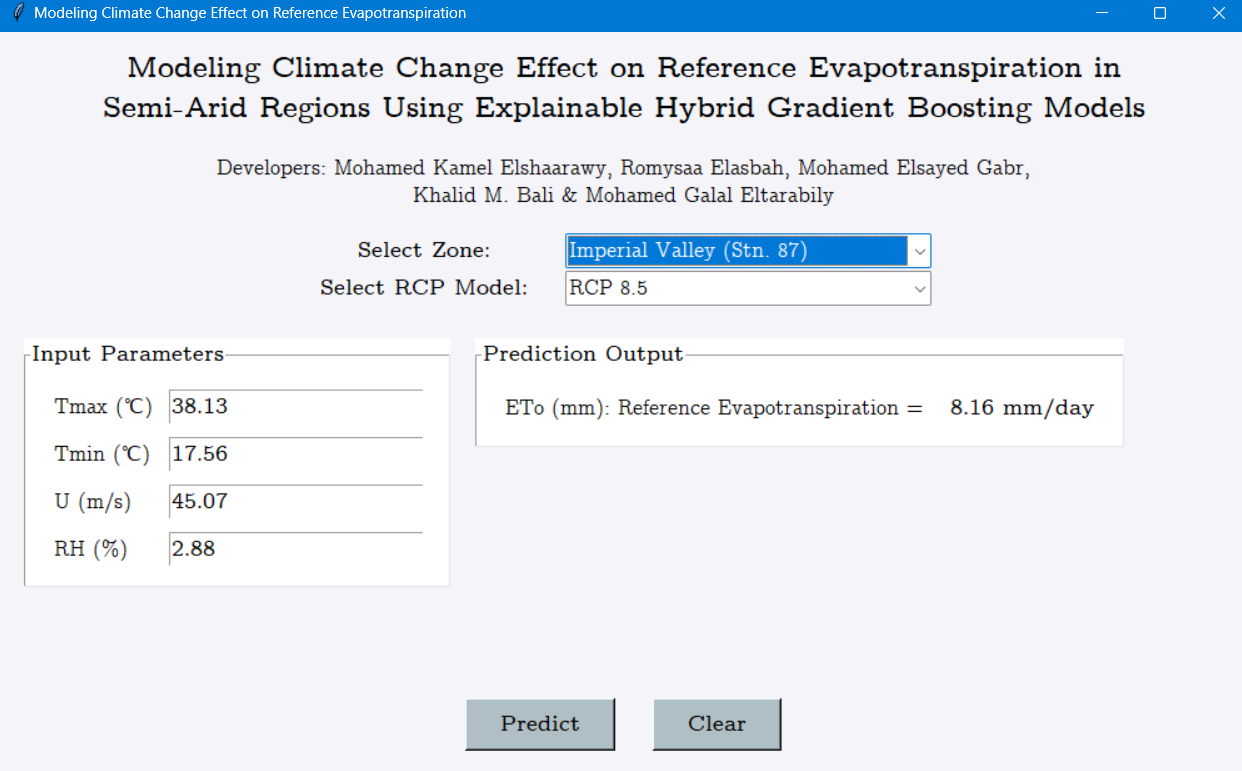 Modeling Climate Change Effect on Reference Evapotranspiration
Modeling Climate Change Effect on Reference Evapotranspiration in
Semi-Arid Regions Using Explainable Hybrid Gradient Boosting Models
Developers: Mohamed Kamel Elshaarawy, Romysaa Elasbah, Mohamed Elsayed Gabr,
Khalid M. Bali & Mohamed Galal Eltarabily
Select Zone: Imperial Valley (Stn. 87)
Select RCP Model: RCP 8.5
Input Parameters
Tmax (℃) 38.13
Tmin (℃) 17.56
U (m/s) 45.07
RH (%) 2.88
Prediction Output
ETo (mm): Reference Evapotranspiration = 8.16 mm/day
Predict Clear